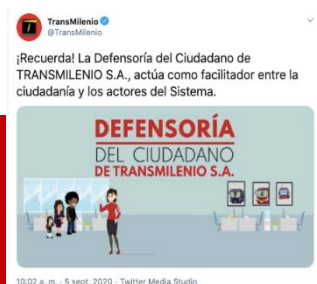 TransMilenio
@TransMilenio
¡Recuerda! La Defensoría del Ciudadano de
TRANSMILENIO S.A., actúa como facilitador entre la
ciudadanía y los actores del Sistema.
DEFENSORÍA
DEL CIUDADANO
DE TRANSMILENIO S.A.
10:02 a. m. · 5 sept. 2020 · Twitter Media Studio